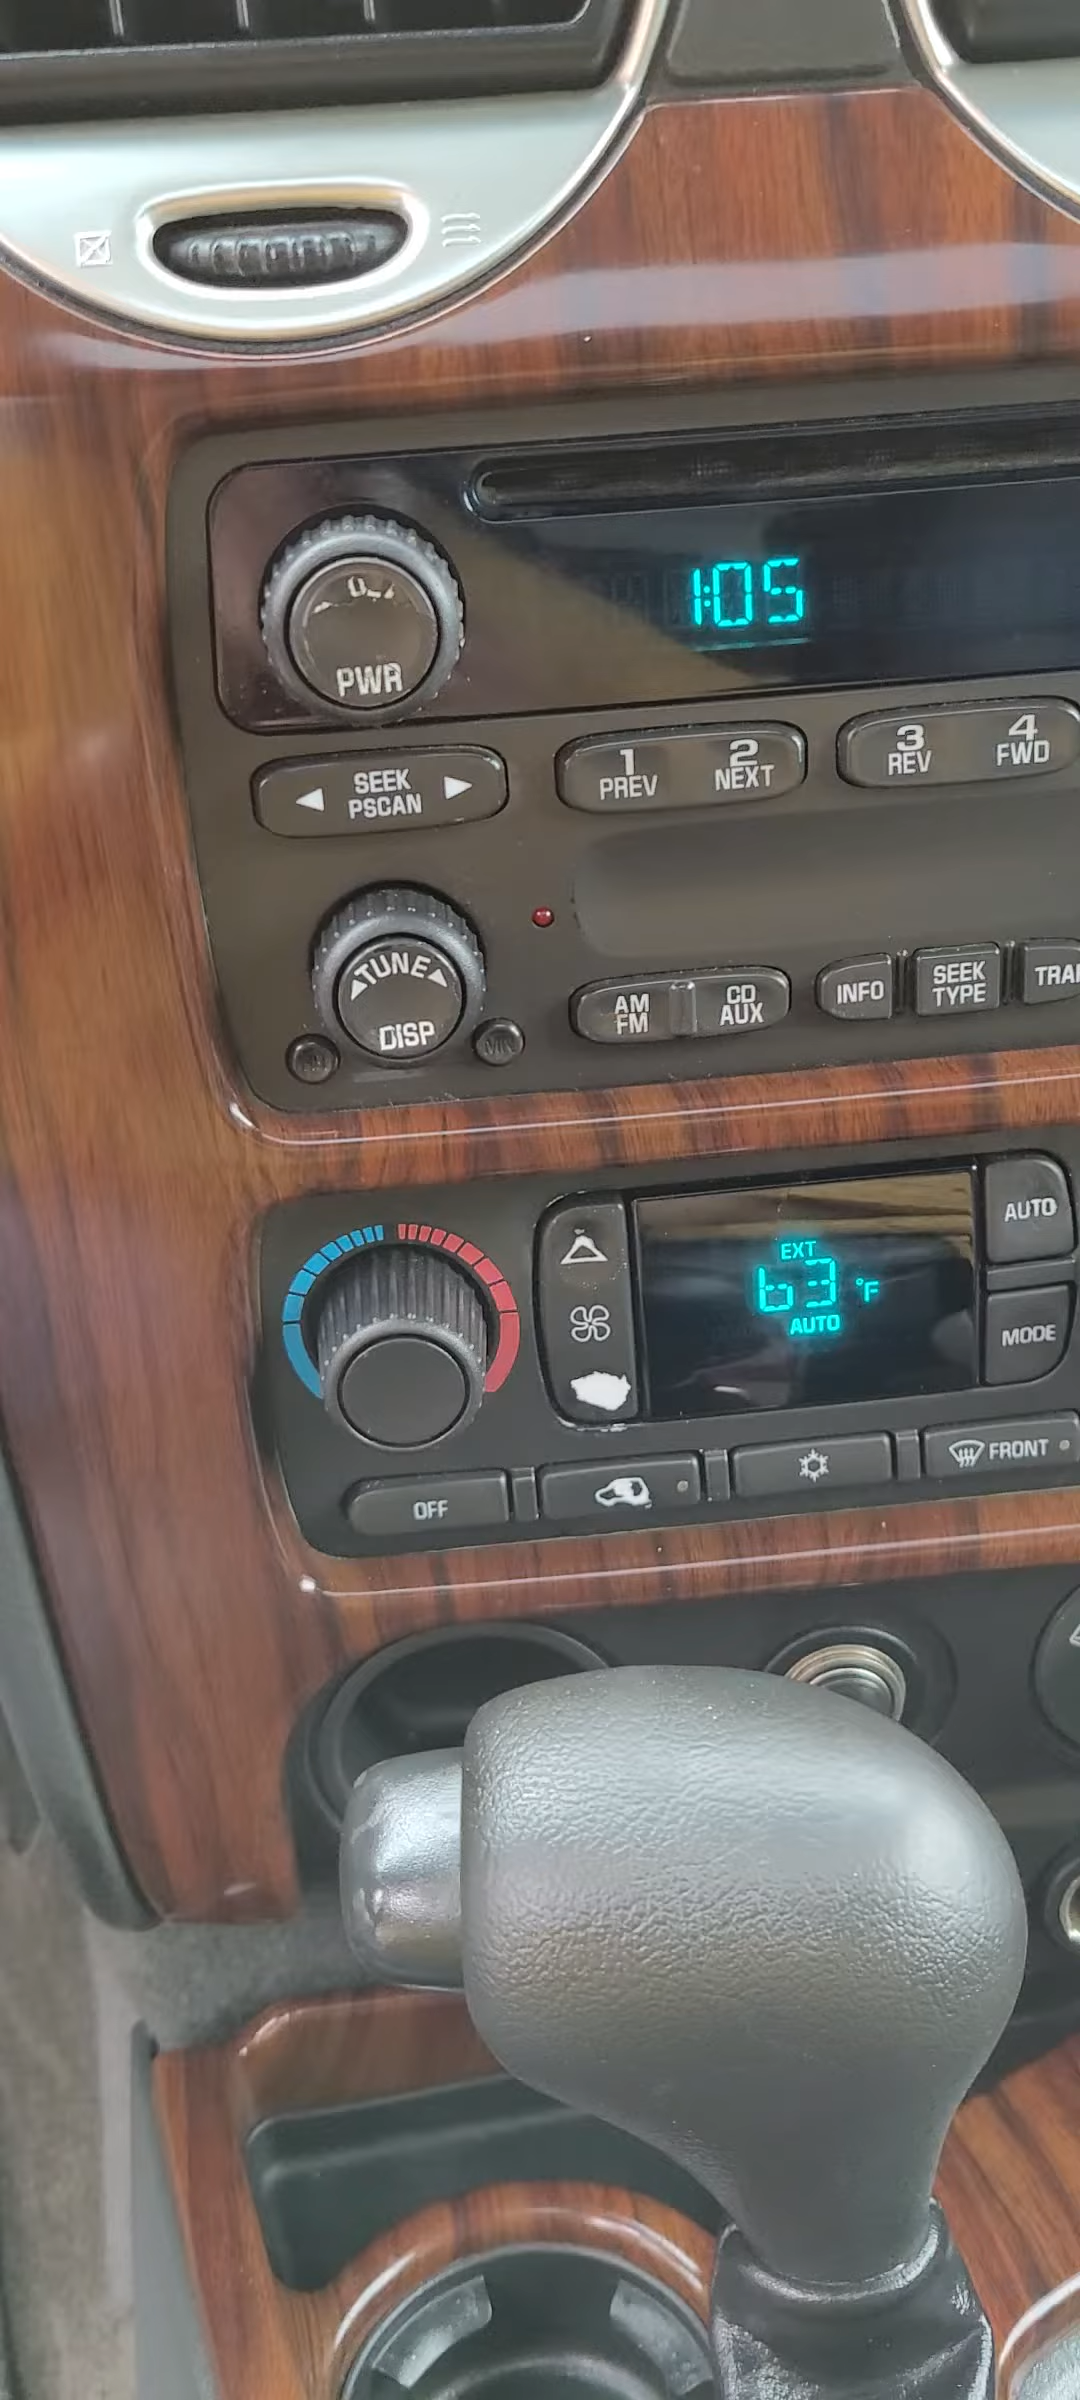 1:05
PWR
1 2 3 4
PREV NEXT REV FWD
SEEK
PSCAN
TUNE
DISP
AM
FM
CD
AUX
INFO
SEEK
TYPE
AUTO
EXT
63 °F
AUTO
MODE
OFF
FRONT